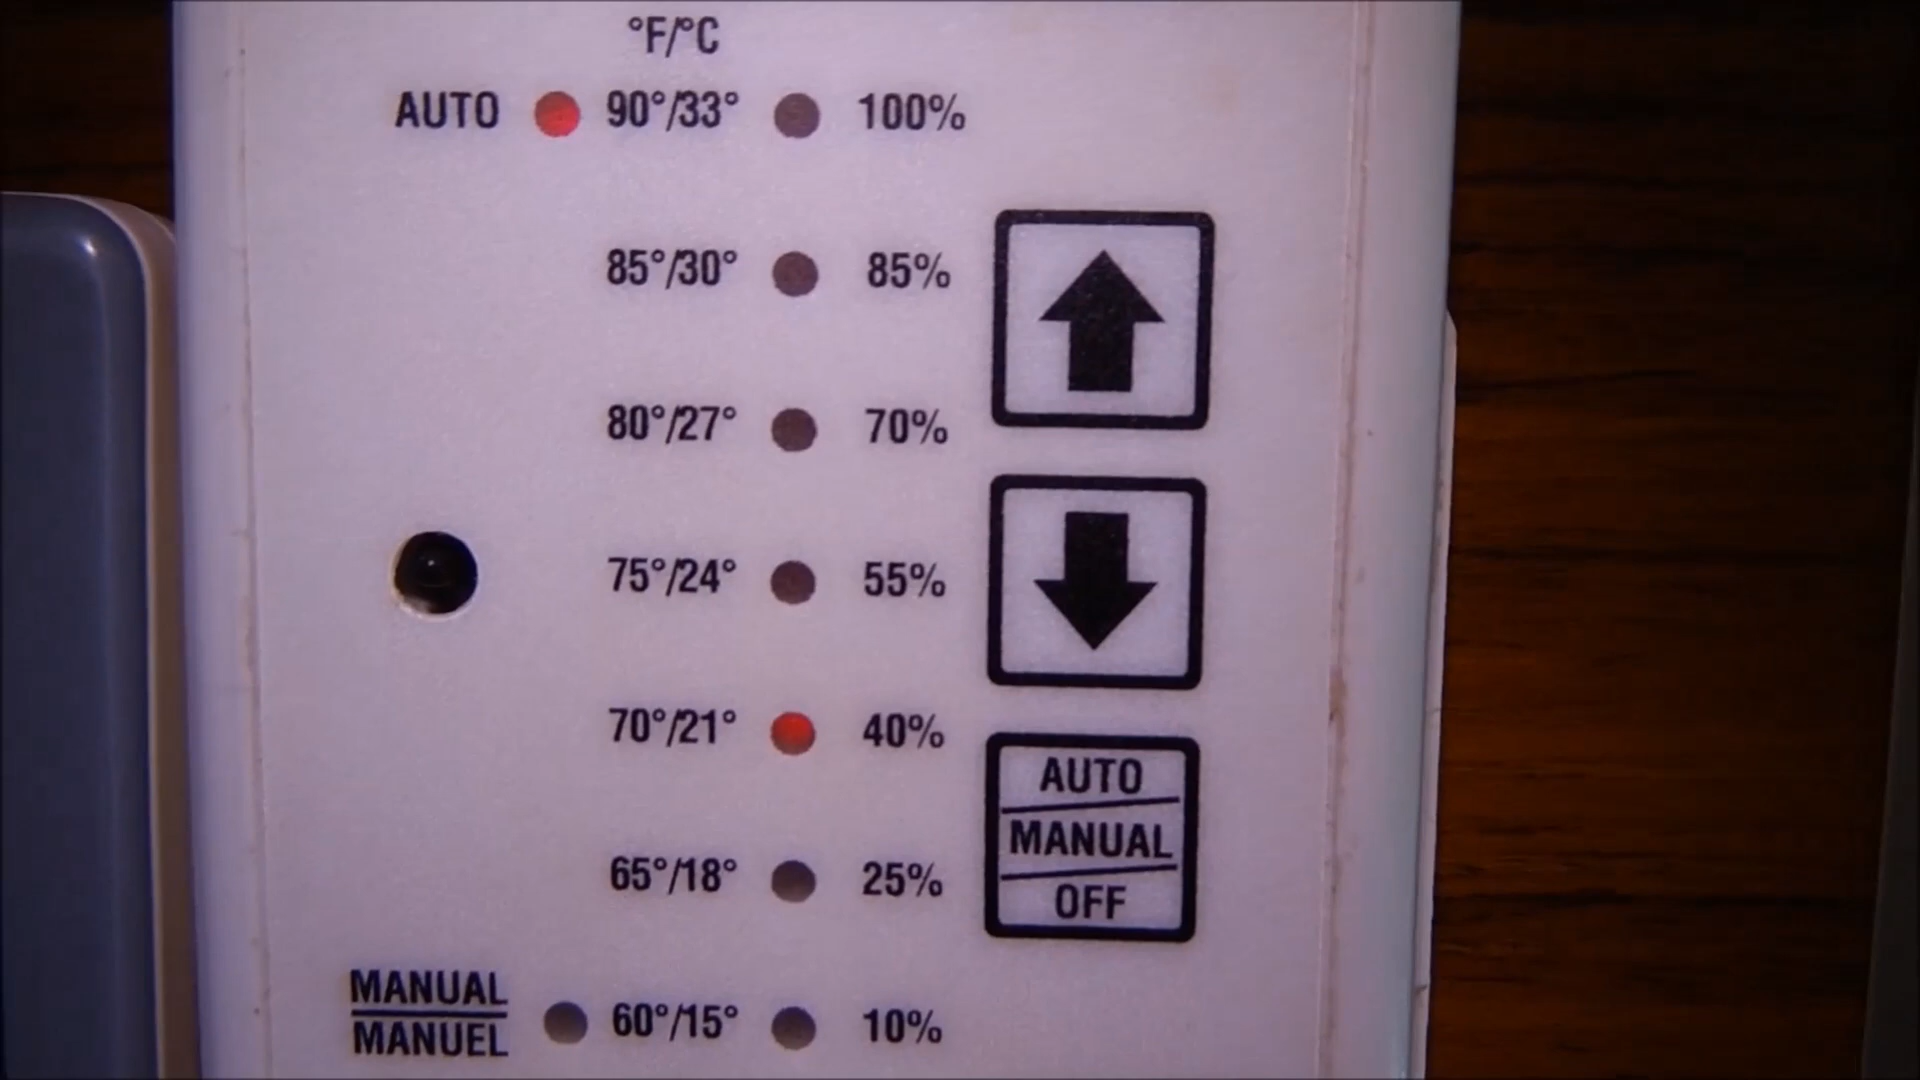 °F/°C
AUTO 90°/33° 100%
85°/30° 85%
80°/27° 70%
75°/24° 55%
70°/21° 40%
AUTO
MANUAL
OFF
65°/18° 25%
MANUAL
MANUEL
60°/15° 10%